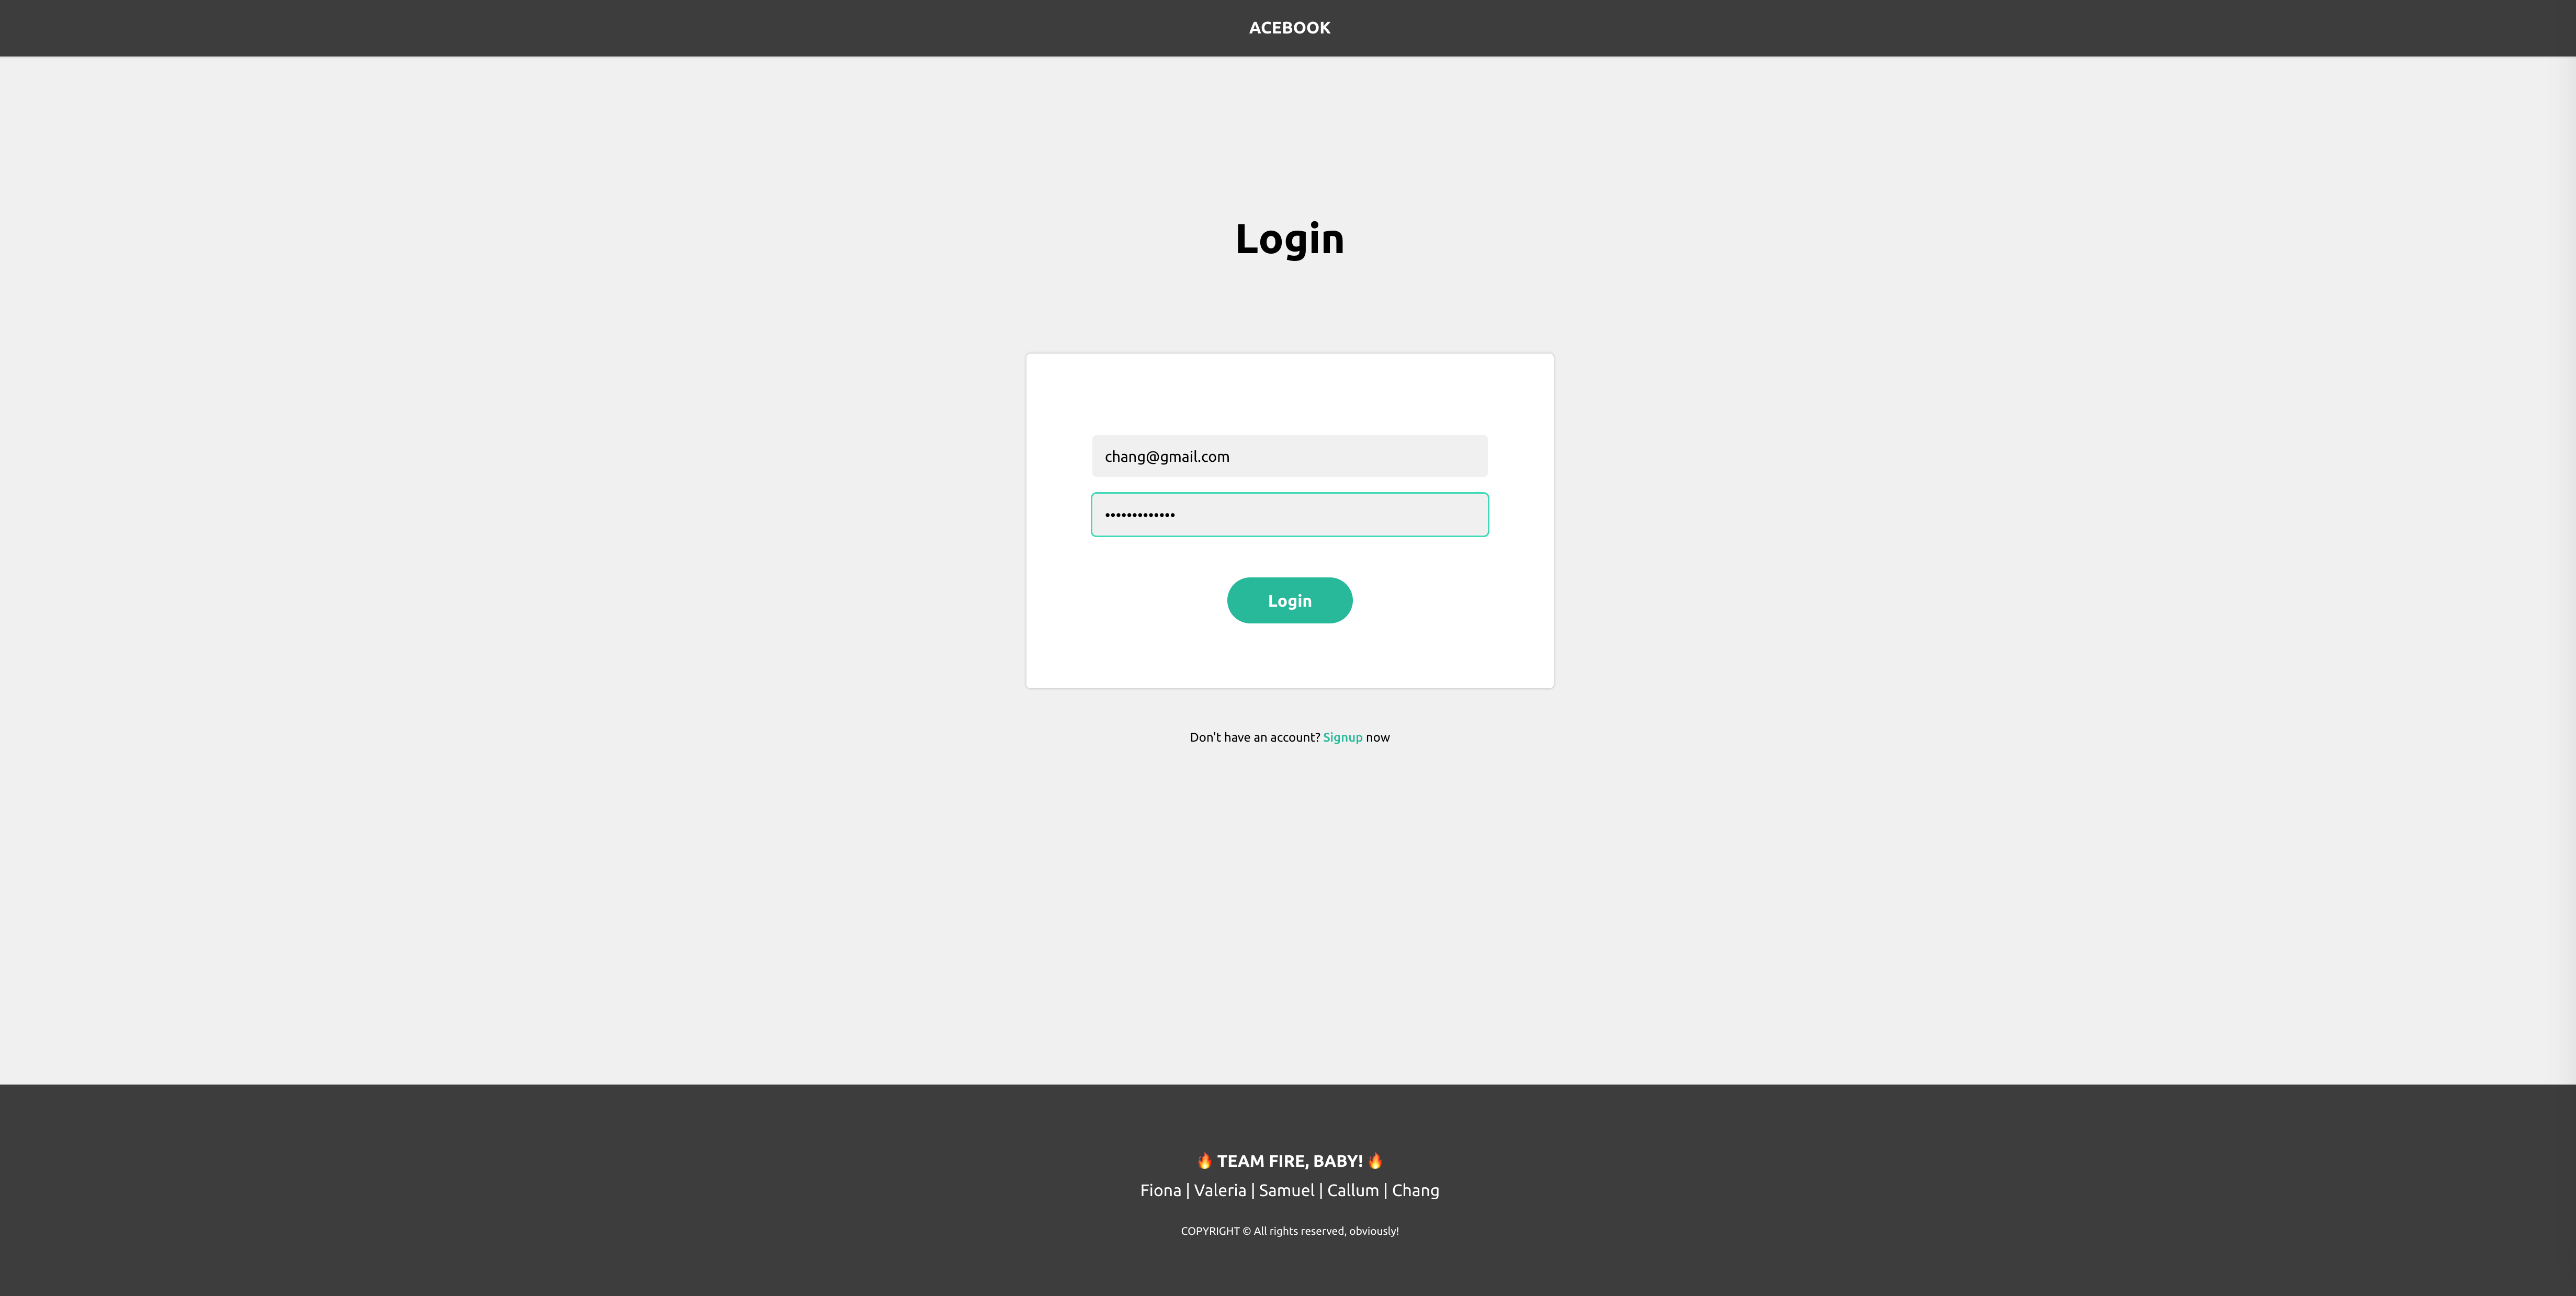 ACEBOOK
Login
chang@gmail.com
•••••••••••••
Login
Don't have an account? Signup now
🔥 TEAM FIRE, BABY! 🔥
Fiona | Valeria | Samuel | Callum | Chang
COPYRIGHT © All rights reserved, obviously!